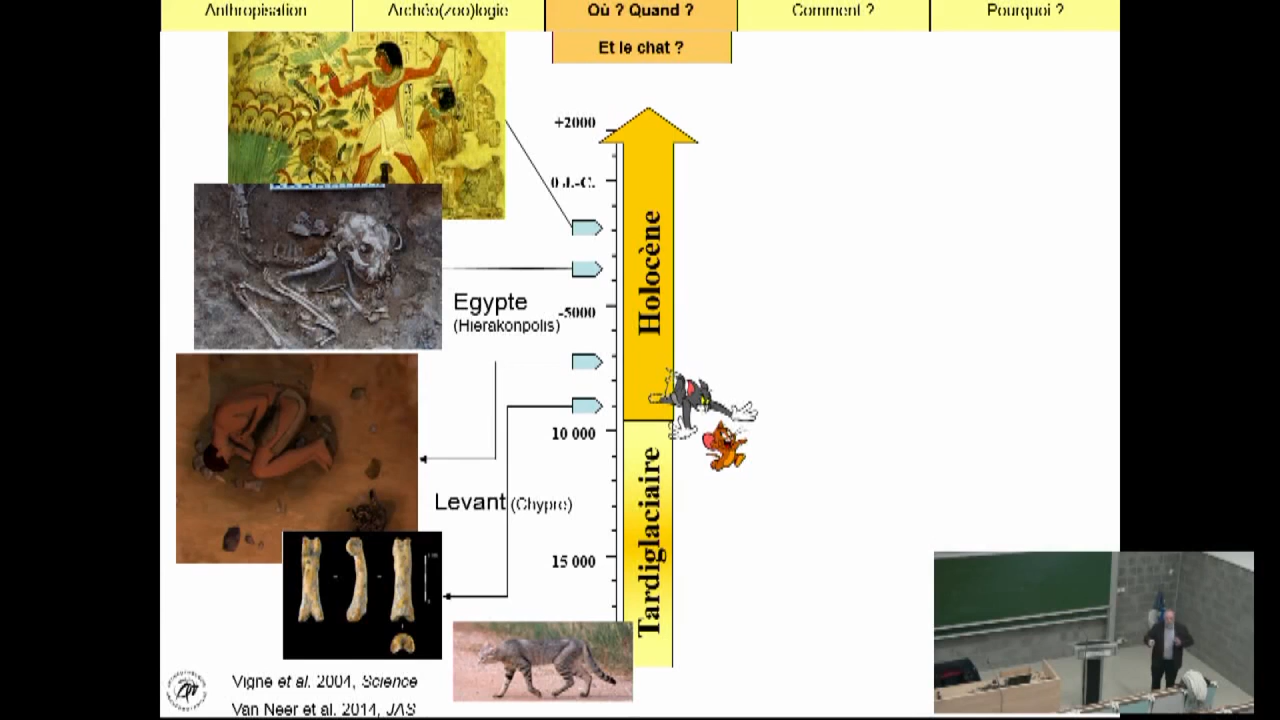 Anthropisation
Archéo(zoo)logie
Où ? Quand ?
Comment ?
Pourquoi ?
Et le chat ?
+2000
0 J.-C.
Holocène
Egypte
(Hierakonpolis)
-5000
10 000
Levant (Chypre)
Tardiglaciaire
15 000
Vigne et al. 2004, Science
Van Neer et al. 2014, JAS